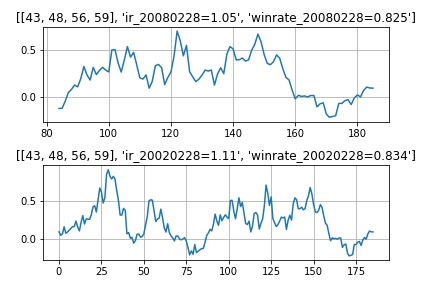 [[43, 48, 56, 59], 'ir_20080228=1.05', 'winrate_20080228=0.825']
0.5
0.0
80 100 120 140 160 180
[[43, 48, 56, 59], 'ir_20020228=1.11', 'winrate_20020228=0.834']
0.5
0.0
0 25 50 75 100 125 150 175